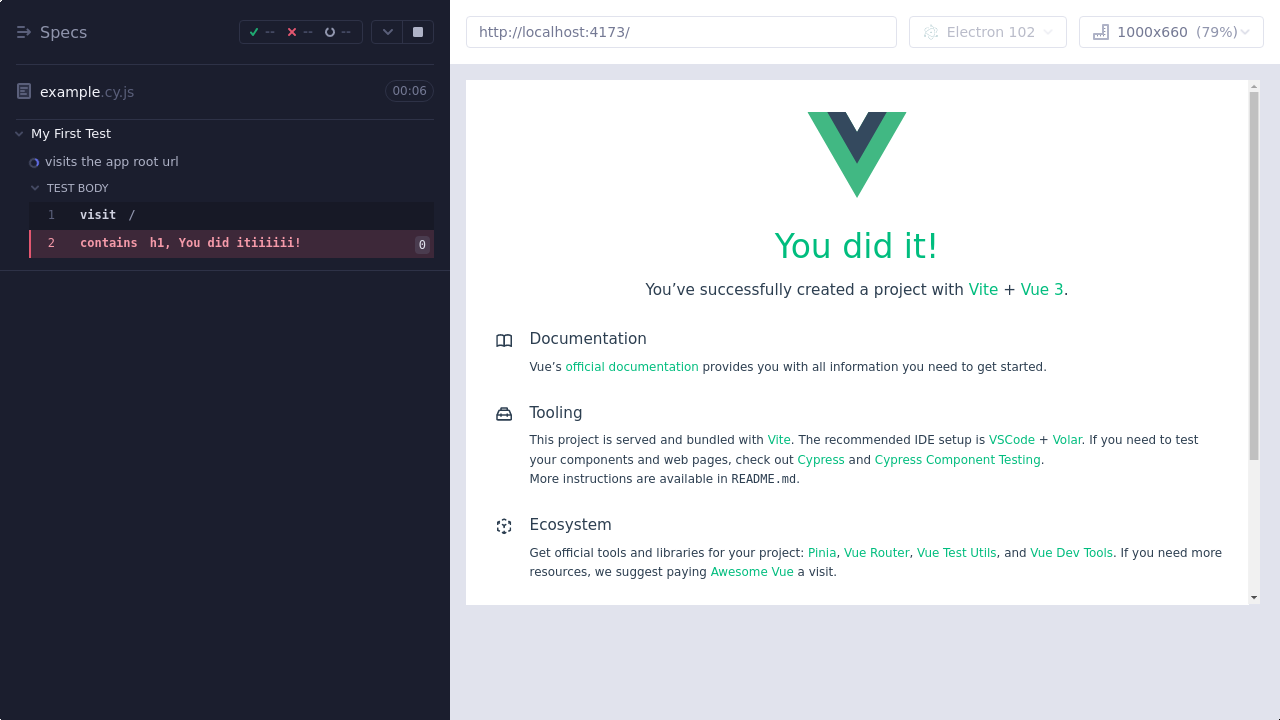 Specs
-- -- --
example.cy.js
00:06
My First Test
visits the app root url
TEST BODY
1 visit /
2 contains h1, You did itiiiiii!
0
http://localhost:4173/
Electron 102
1000x660 (79%)
You did it!
You’ve successfully created a project with Vite + Vue 3.
Documentation
Vue’s official documentation provides you with all information you need to get started.
Tooling
This project is served and bundled with Vite. The recommended IDE setup is VSCode + Volar. If you need to test
your components and web pages, check out Cypress and Cypress Component Testing.
More instructions are available in README.md.
Ecosystem
Get official tools and libraries for your project: Pinia, Vue Router, Vue Test Utils, and Vue Dev Tools. If you need more
resources, we suggest paying Awesome Vue a visit.